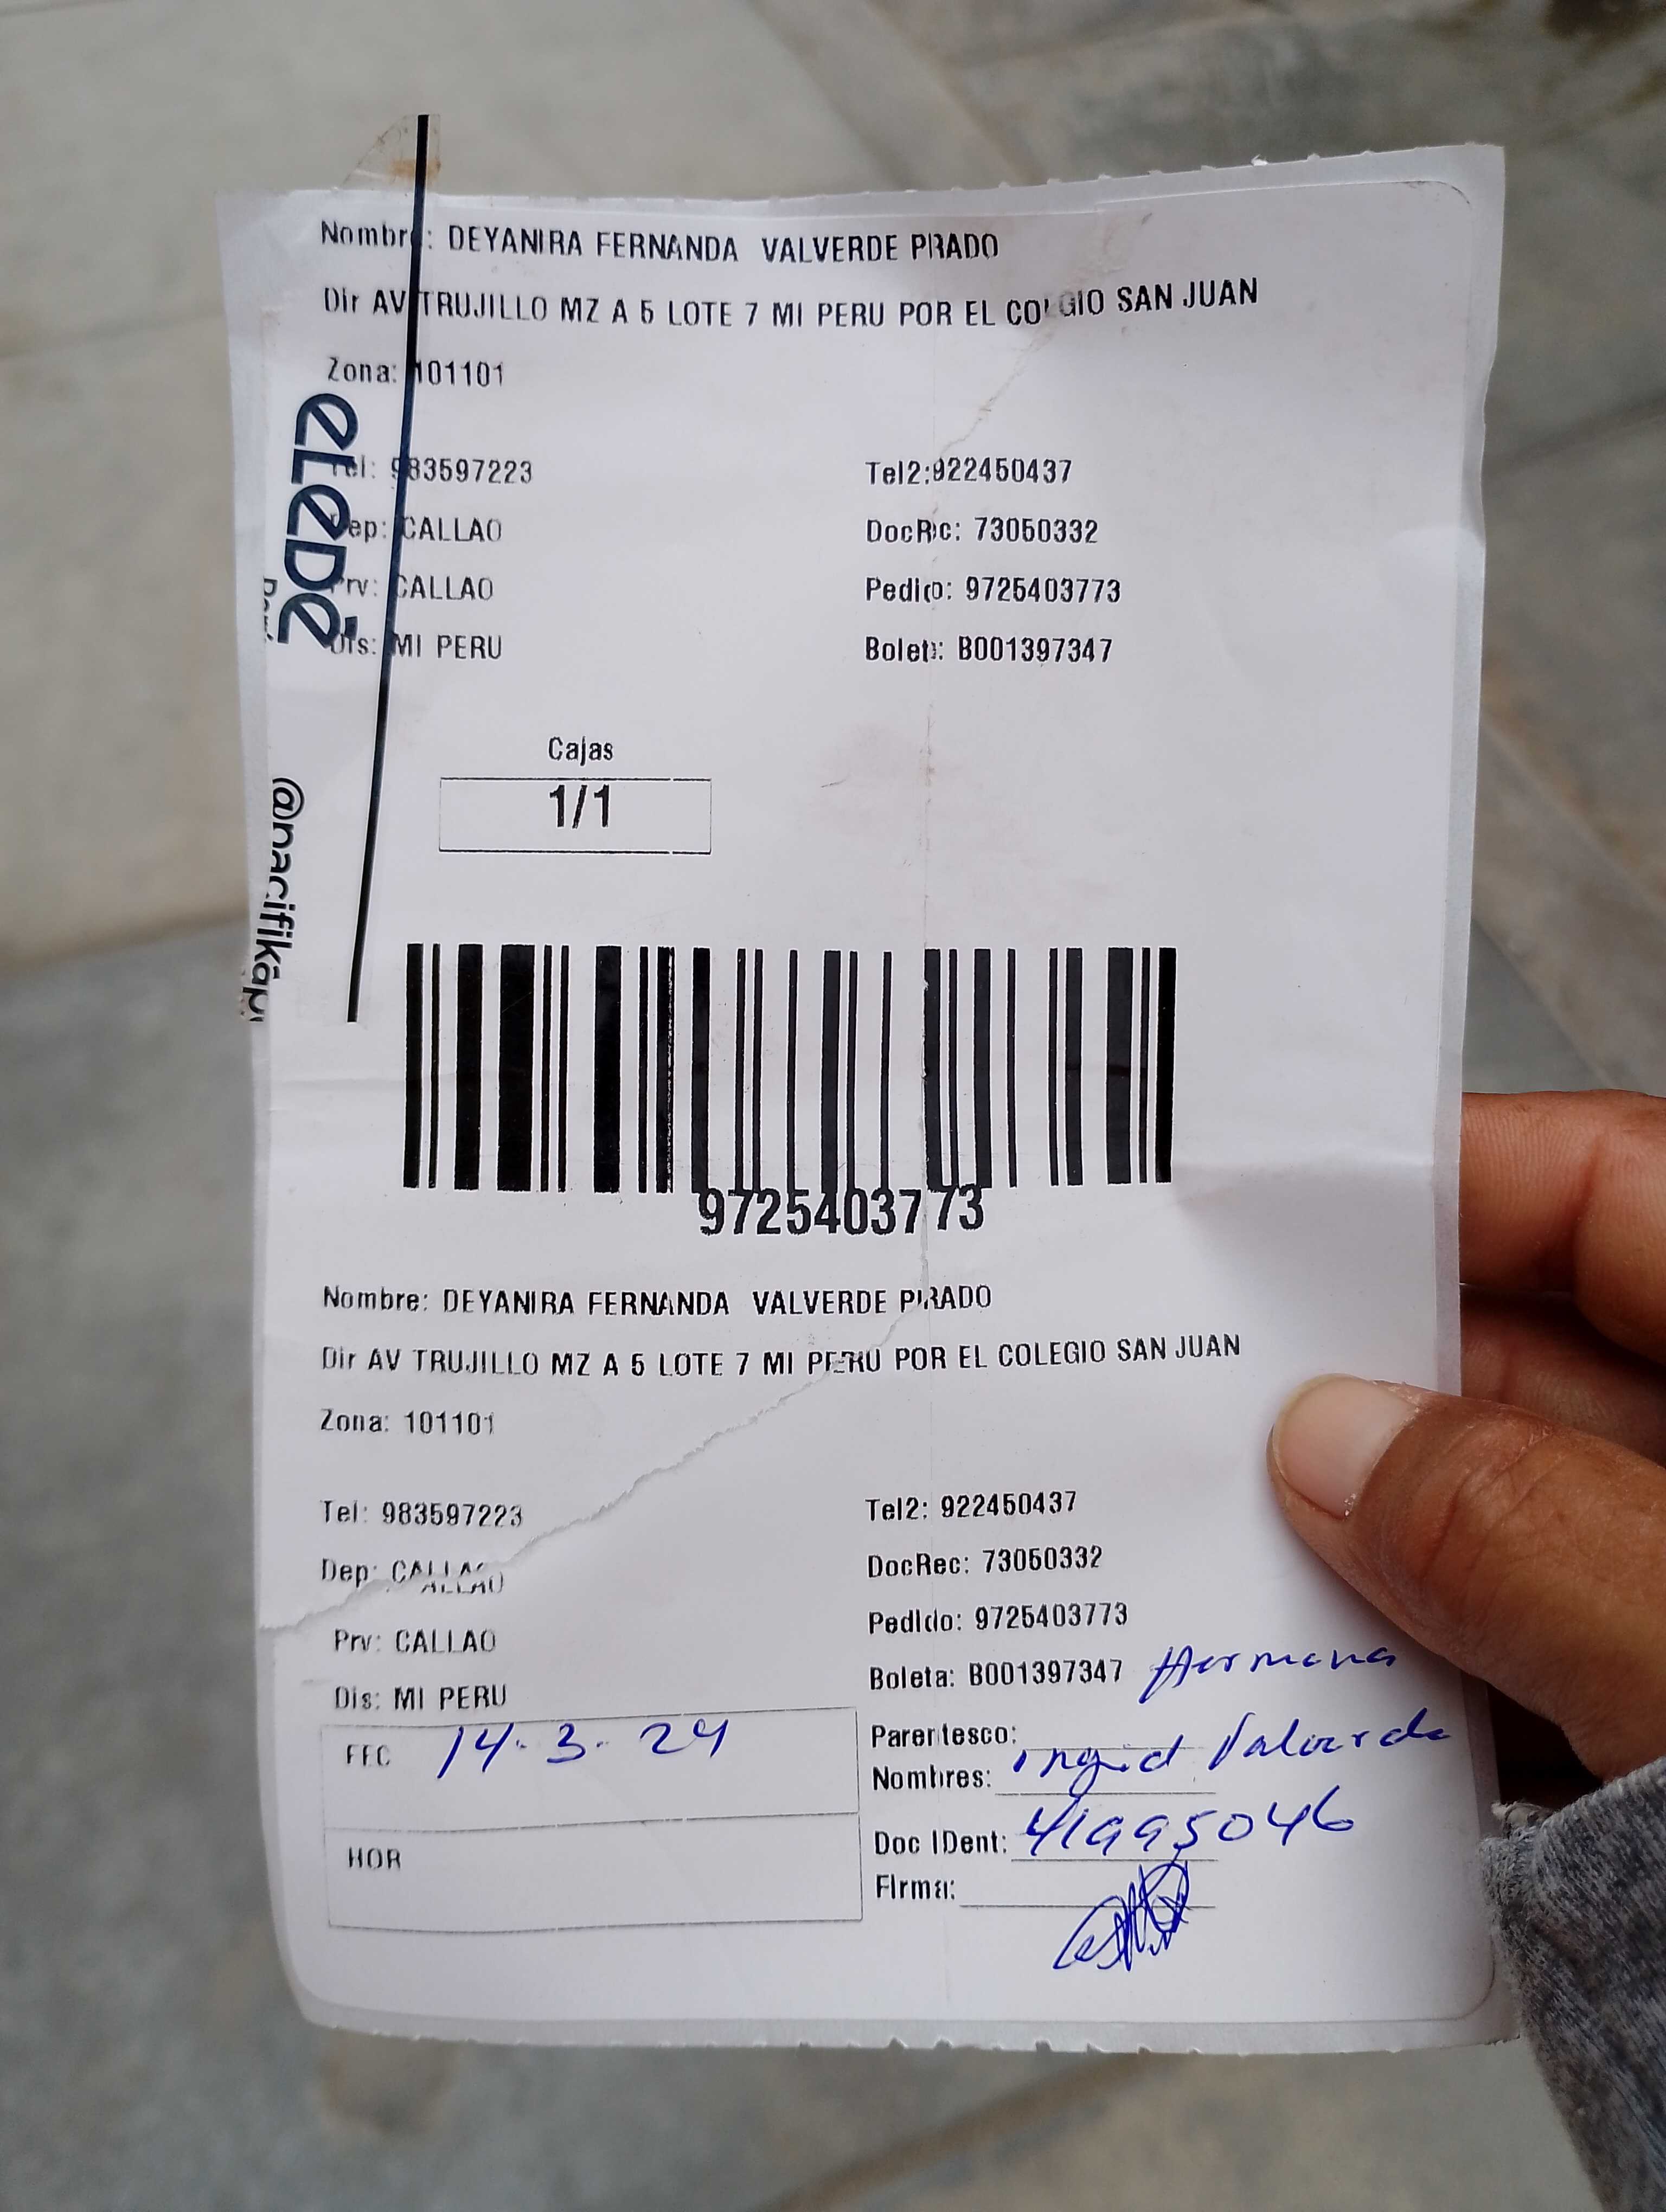 Nombre: DEYANIRA FERNANDA VALVERDE PRADO
Dir AV TRUJILLO MZ A 5 LOTE 7 MI PERU POR EL COLEGIO SAN JUAN
Zona: 101101
Tel: 983597223 Tel2:922450437
Dep: CALLAO DocRec: 73050332
Prv: CALLAO Pedido: 9725403773
Dis: MI PERU Boleta: B001397347
eLeDē
@pacifikap
Cajas
1/1
9725403773
Nombre: DEYANIRA FERNANDA VALVERDE PRADO
Dir AV TRUJILLO MZ A 5 LOTE 7 MI PERU POR EL COLEGIO SAN JUAN
Zona: 101101
Tel: 983597223 Tel2: 922450437
Dep: CALLAO DocRec: 73050332
Prv: CALLAO Pedido: 9725403773
Dis: MI PERU Boleta: B001397347
FEC 14-3-24 Parentesco: Hermana
Nombres: Ingrid Valverde
HOR Doc IDent: 41995046
Firma: